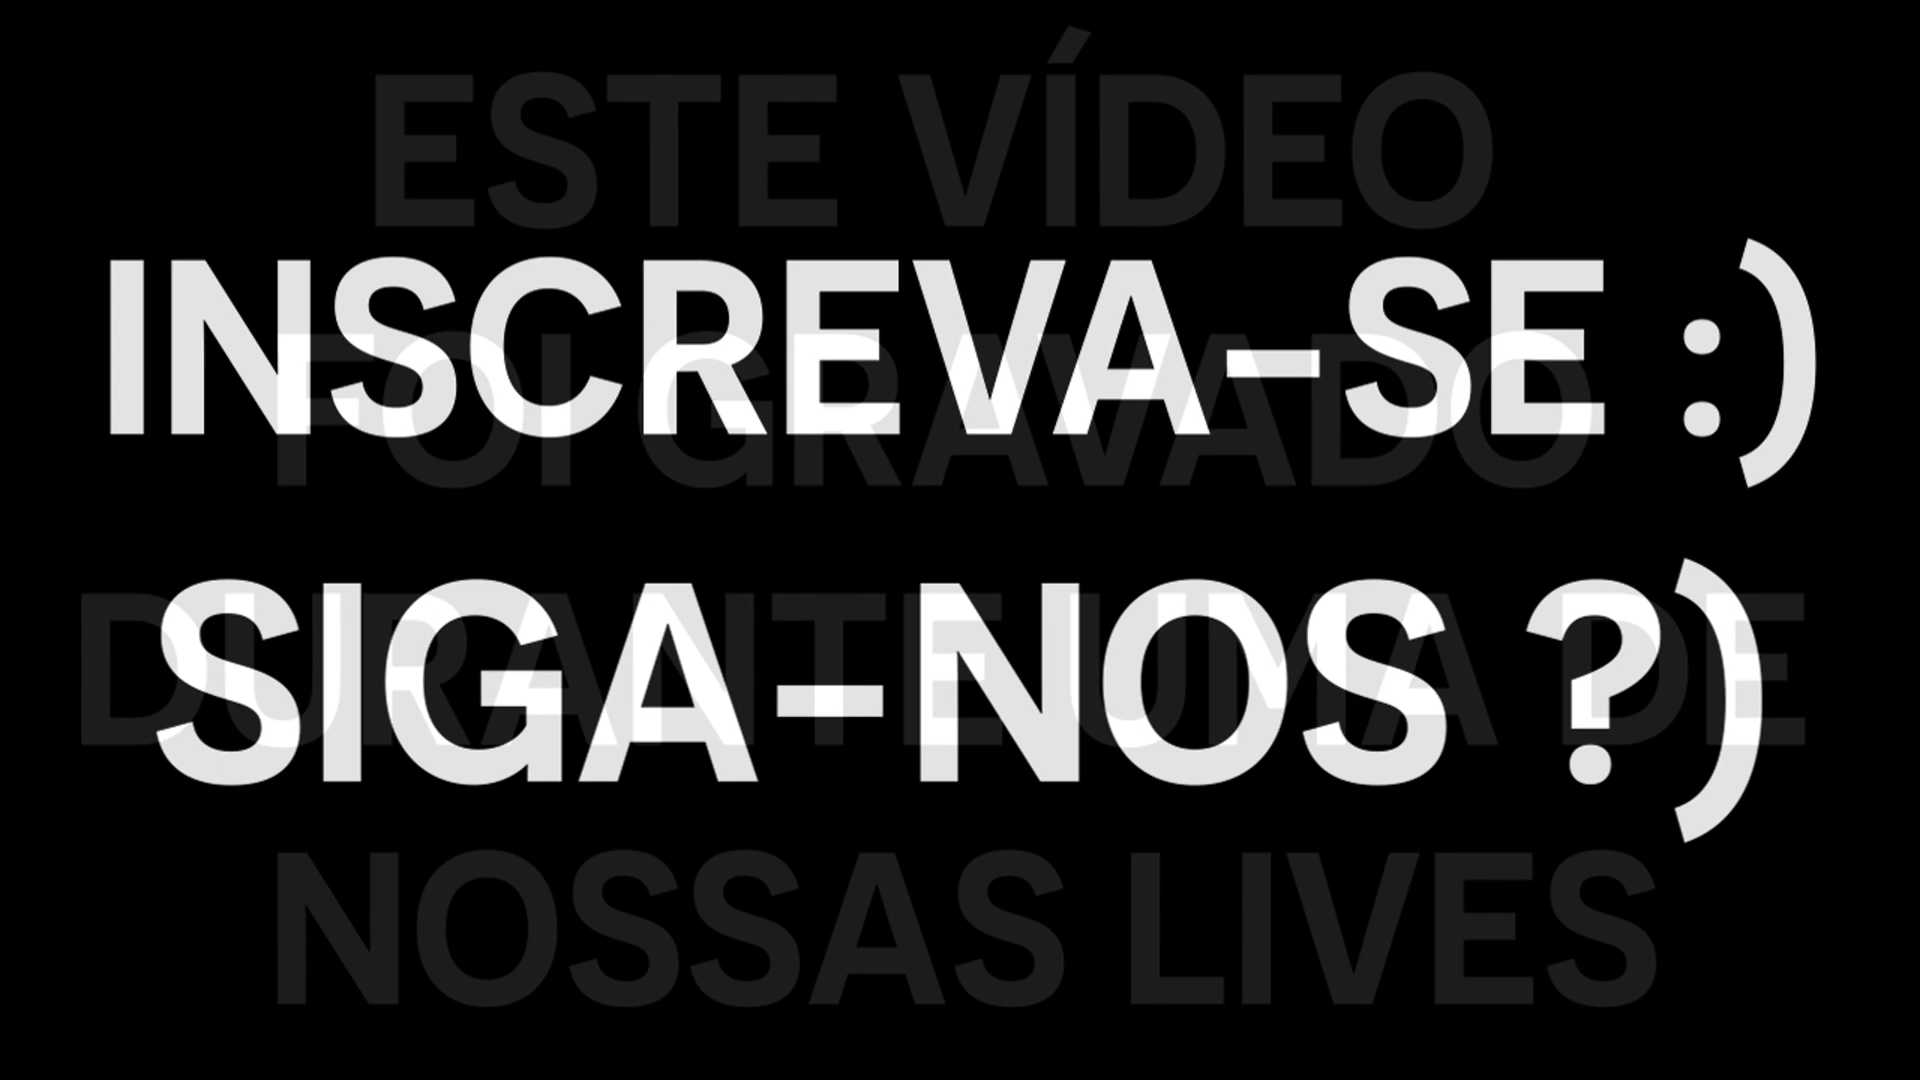 ESTE VÍDEO
INSCREVA-SE :)
FOI GRAVADO
SIGA-NOS ?)
DURANTE UMA DE
NOSSAS LIVES